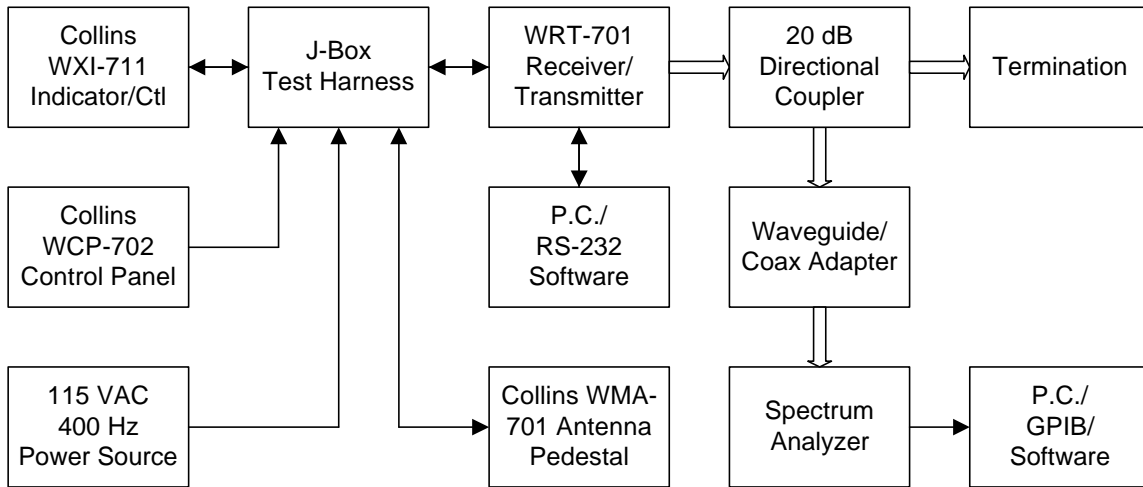 Collins
WXI-711
Indicator/Ctl
J-Box
Test Harness
WRT-701
Receiver/
Transmitter
20 dB
Directional
Coupler
Termination
Collins
WCP-702
Control Panel
P.C./
RS-232
Software
Waveguide/
Coax Adapter
115 VAC
400 Hz
Power Source
Collins WMA-
701 Antenna
Pedestal
Spectrum
Analyzer
P.C./
GPIB/
Software